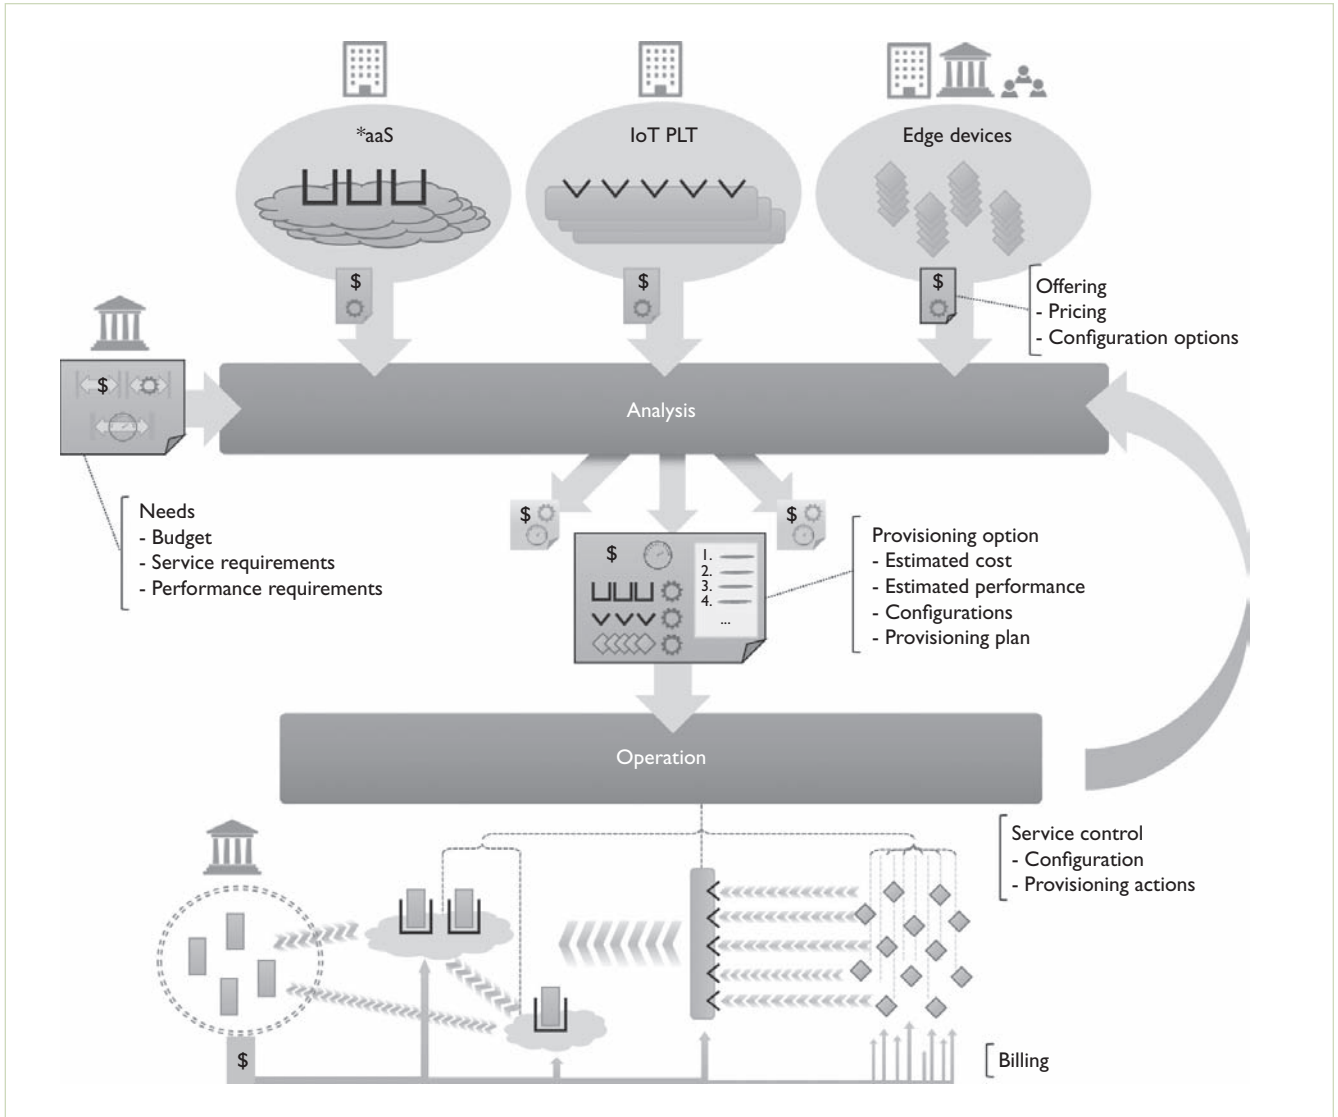 *aaS
IoT PLT
Edge devices
$
$
$
Offering
- Pricing
- Configuration options
$
Analysis
Needs
- Budget
- Service requirements
- Performance requirements
$
$
$
1.
2.
3.
4.
...
Provisioning option
- Estimated cost
- Estimated performance
- Configurations
- Provisioning plan
Operation
Service control
- Configuration
- Provisioning actions
$
Billing